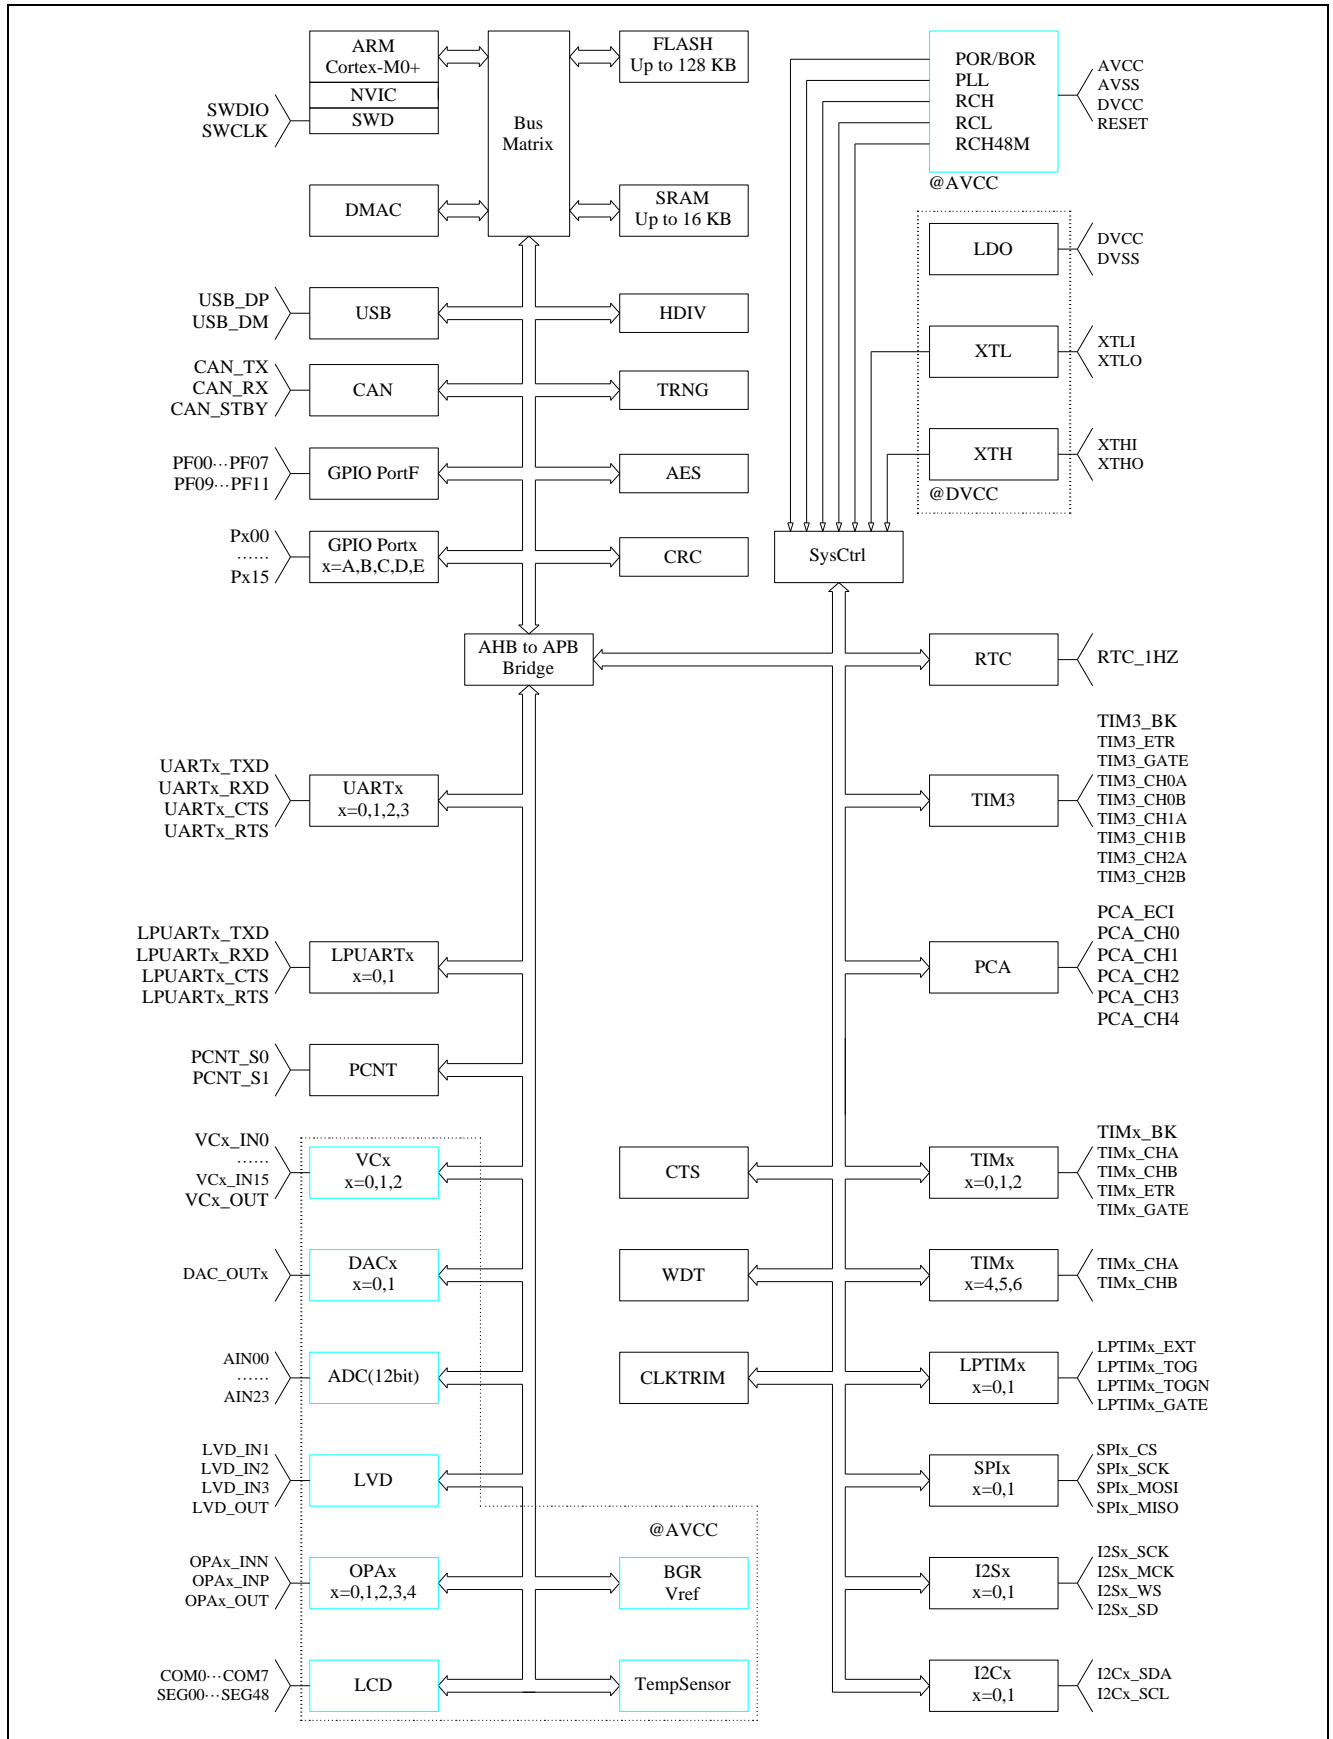 ARM
Cortex-M0+
NVIC
SWD
SWDIO
SWCLK
Bus
Matrix
FLASH
Up to 128 KB
DMAC
SRAM
Up to 16 KB
POR/BOR
PLL
RCH
RCL
RCH48M
@AVCC
AVCC
AVSS
DVCC
RESET
LDO
DVCC
DVSS
XTL
XTLI
XTLO
XTH
XTHI
XTHO
@DVCC
USB_DP
USB_DM
USB
HDIV
CAN_TX
CAN_RX
CAN_STBY
CAN
TRNG
PF00···PF07
PF09···PF11
GPIO PortF
AES
Px00
······
Px15
GPIO Portx
x=A,B,C,D,E
CRC
SysCtrl
AHB to APB
Bridge
RTC
RTC_1HZ
UARTx_TXD
UARTx_RXD
UARTx_CTS
UARTx_RTS
UARTx
x=0,1,2,3
TIM3
TIM3_BK
TIM3_ETR
TIM3_GATE
TIM3_CH0A
TIM3_CH0B
TIM3_CH1A
TIM3_CH1B
TIM3_CH2A
TIM3_CH2B
LPUARTx_TXD
LPUARTx_RXD
LPUARTx_CTS
LPUARTx_RTS
LPUARTx
x=0,1
PCA
PCA_ECI
PCA_CH0
PCA_CH1
PCA_CH2
PCA_CH3
PCA_CH4
PCNT_S0
PCNT_S1
PCNT
VCx_IN0
······
VCx_IN15
VCx_OUT
VCx
x=0,1,2
CTS
TIMx
x=0,1,2
TIMx_BK
TIMx_CHA
TIMx_CHB
TIMx_ETR
TIMx_GATE
DAC_OUTx
DACx
x=0,1
WDT
TIMx
x=4,5,6
TIMx_CHA
TIMx_CHB
AIN00
······
AIN23
ADC(12bit)
CLKTRIM
LPTIMx
x=0,1
LPTIMx_EXT
LPTIMx_TOG
LPTIMx_TOGN
LPTIMx_GATE
LVD_IN1
LVD_IN2
LVD_IN3
LVD_OUT
LVD
SPIx
x=0,1
SPIx_CS
SPIx_SCK
SPIx_MOSI
SPIx_MISO
@AVCC
OPAx_INN
OPAx_INP
OPAx_OUT
OPAx
x=0,1,2,3,4
BGR
Vref
I2Sx
x=0,1
I2Sx_SCK
I2Sx_MCK
I2Sx_WS
I2Sx_SD
COM0···COM7
SEG00···SEG48
LCD
TempSensor
I2Cx
x=0,1
I2Cx_SDA
I2Cx_SCL